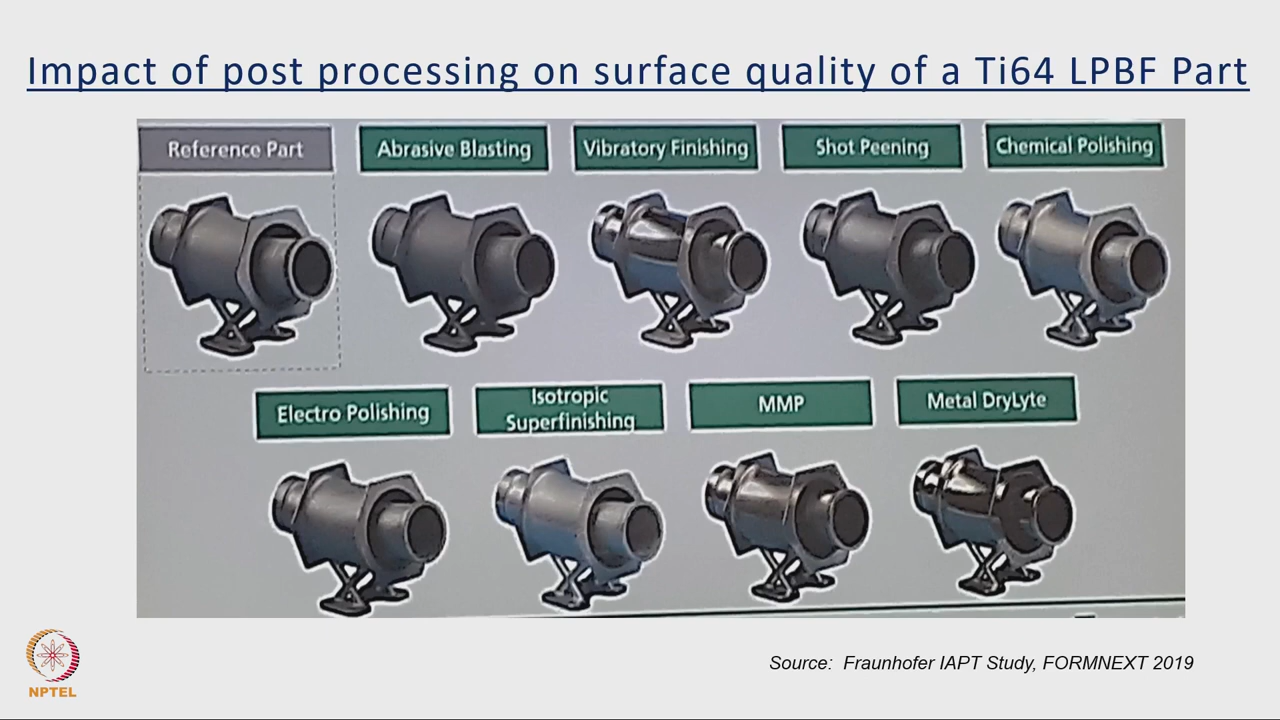 Impact of post processing on surface quality of a Ti64 LPBF Part
Reference Part
Abrasive Blasting
Vibratory Finishing
Shot Peening
Chemical Polishing
Electro Polishing
Isotropic
Superfinishing
MMP
Metal DryLyte
Source: Fraunhofer IAPT Study, FORMNEXT 2019
NPTEL